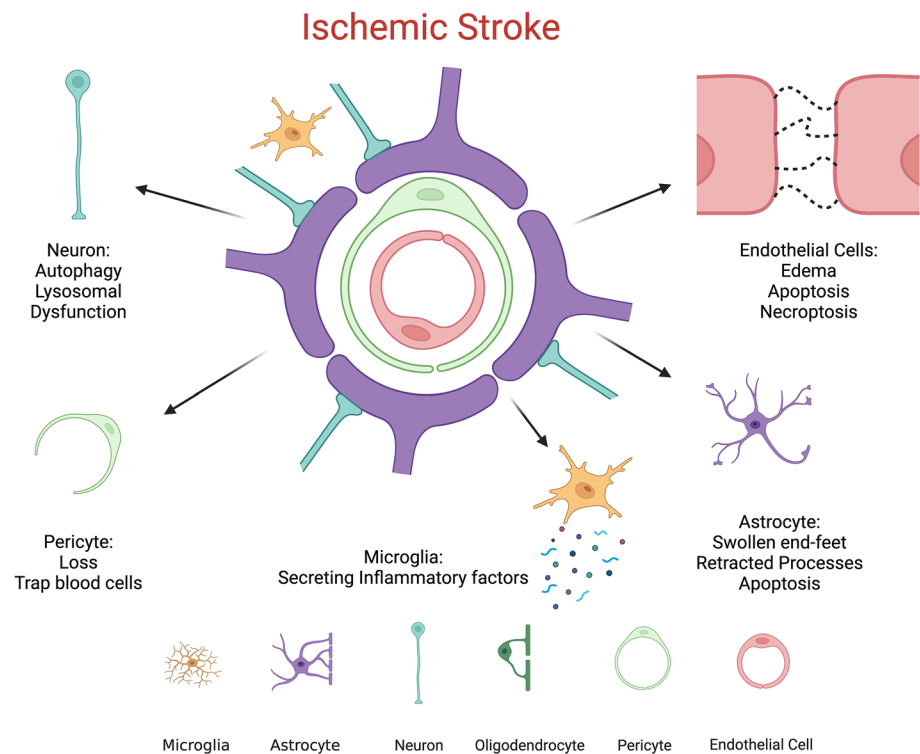 Ischemic Stroke
Neuron:
Autophagy
Lysosomal
Dysfunction
Endothelial Cells:
Edema
Apoptosis
Necroptosis
Pericyte:
Loss
Trap blood cells
Microglia:
Secreting Inflammatory factors
Astrocyte:
Swollen end-feet
Retracted Processes
Apoptosis
Microglia
Astrocyte
Neuron
Oligodendrocyte
Pericyte
Endothelial Cell